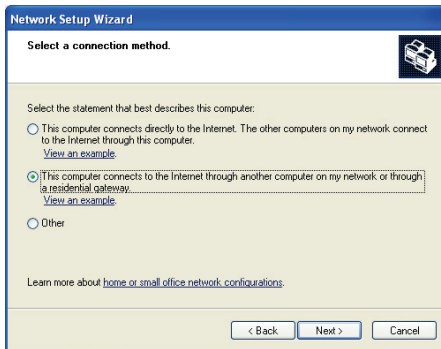 Network Setup Wizard
Select a connection method.
Select the statement that best describes this computer:
This computer connects directly to the Internet. The other computers on my network connect
to the Internet through this computer.
View an example.
This computer connects to the Internet through another computer on my network or through
a residential gateway.
View an example.
Other
Learn more about home or small office network configurations.
< Back Next > Cancel